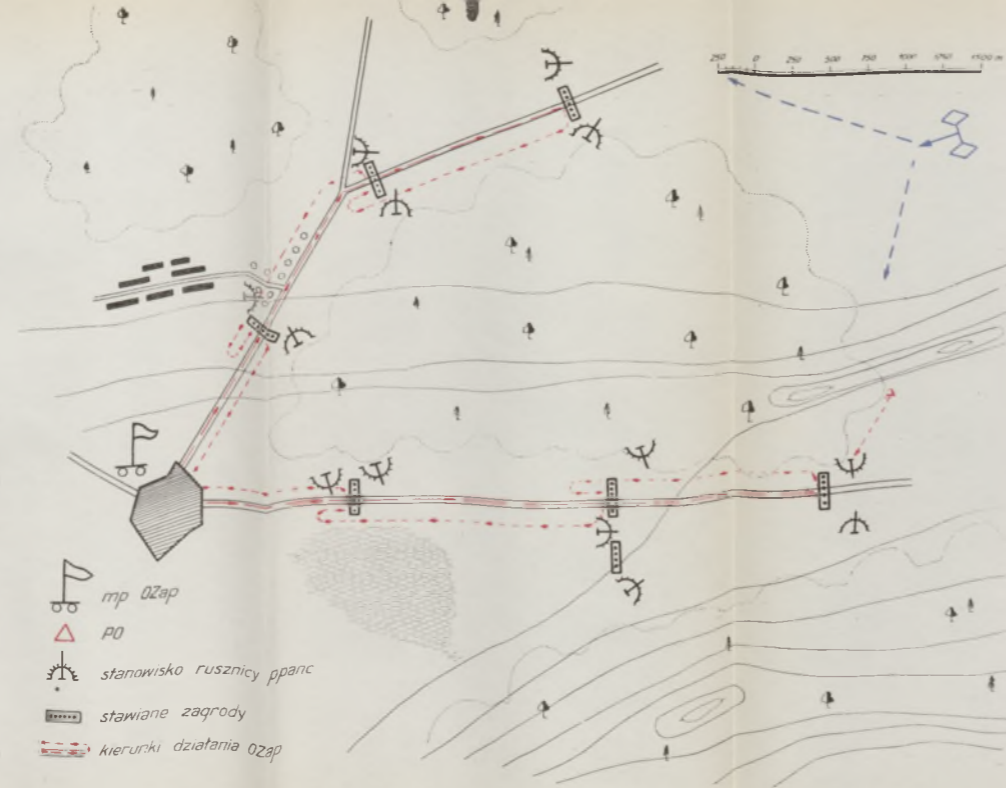 250 0 250 500 750 1000 1250 1500 m
mp OZap
PO
stanowisko rusznicy ppanc
stawiane zagrody
kierunki działania OZap